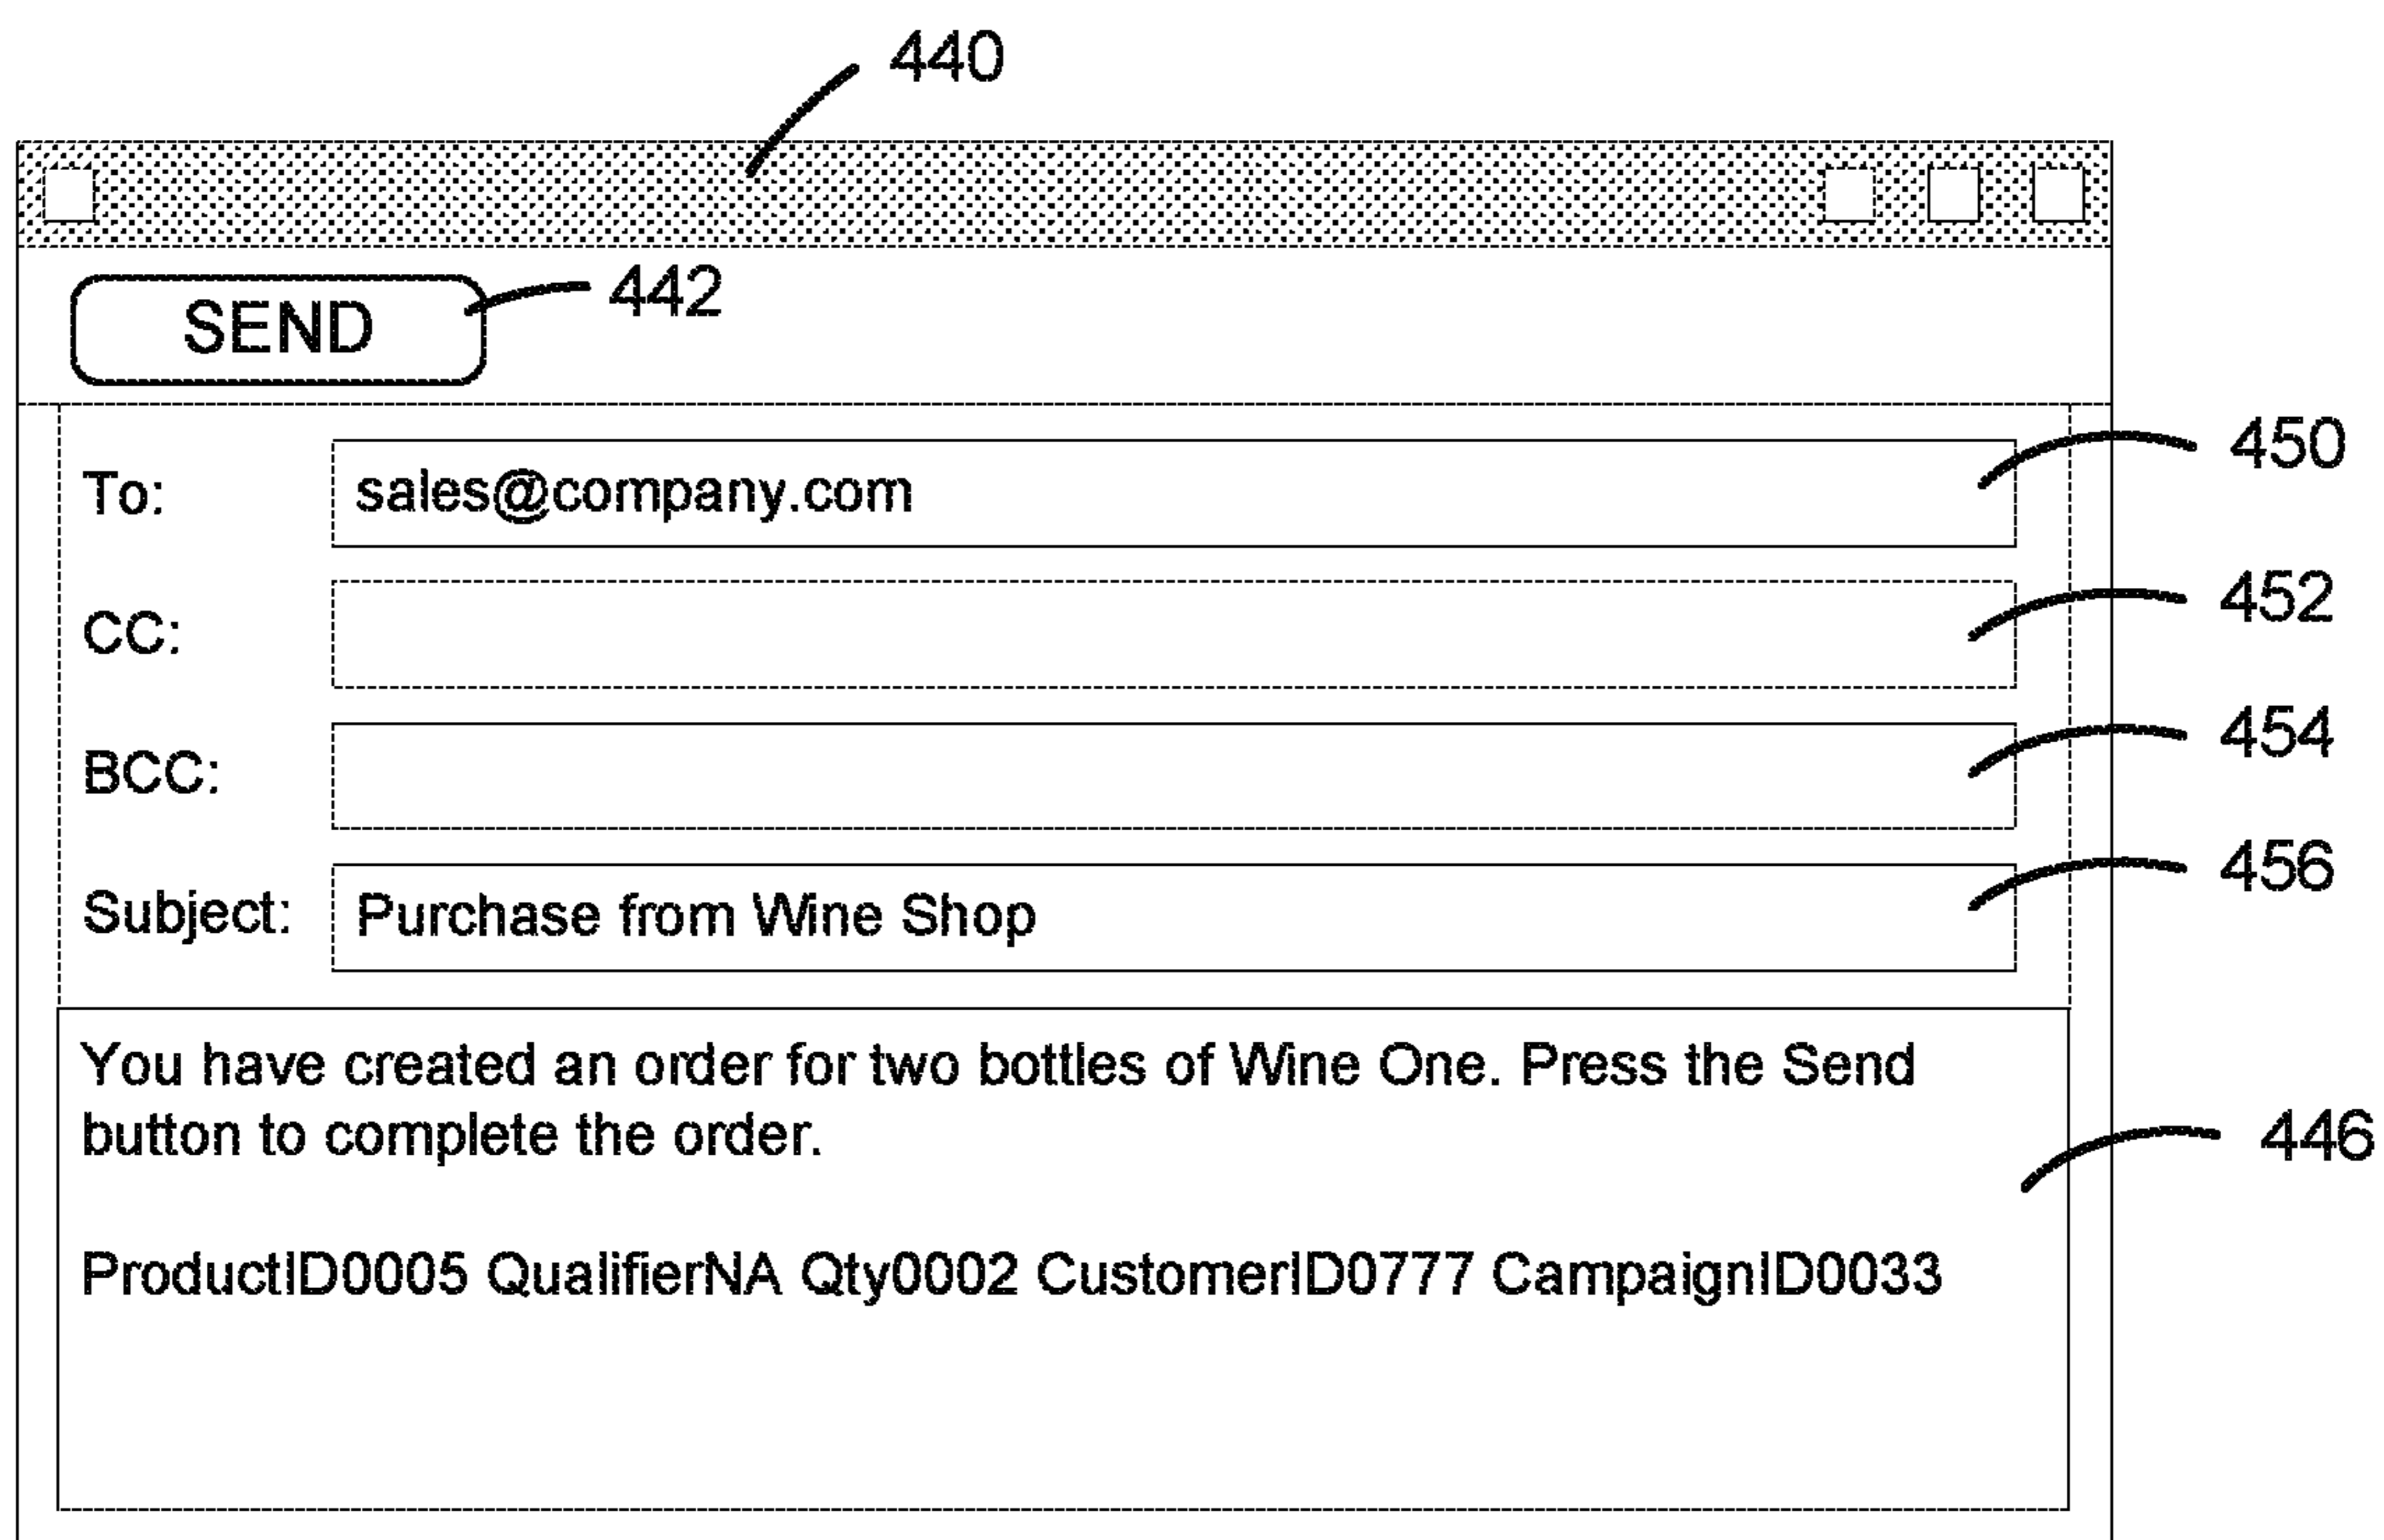 440
SEND 442
To: sales@company.com 450
CC: 452
BCC: 454
Subject: Purchase from Wine Shop 456
You have created an order for two bottles of Wine One. Press the Send
button to complete the order.
446
ProductID0005 QualifierNA Qty0002 CustomerID0777 CampaignID0033